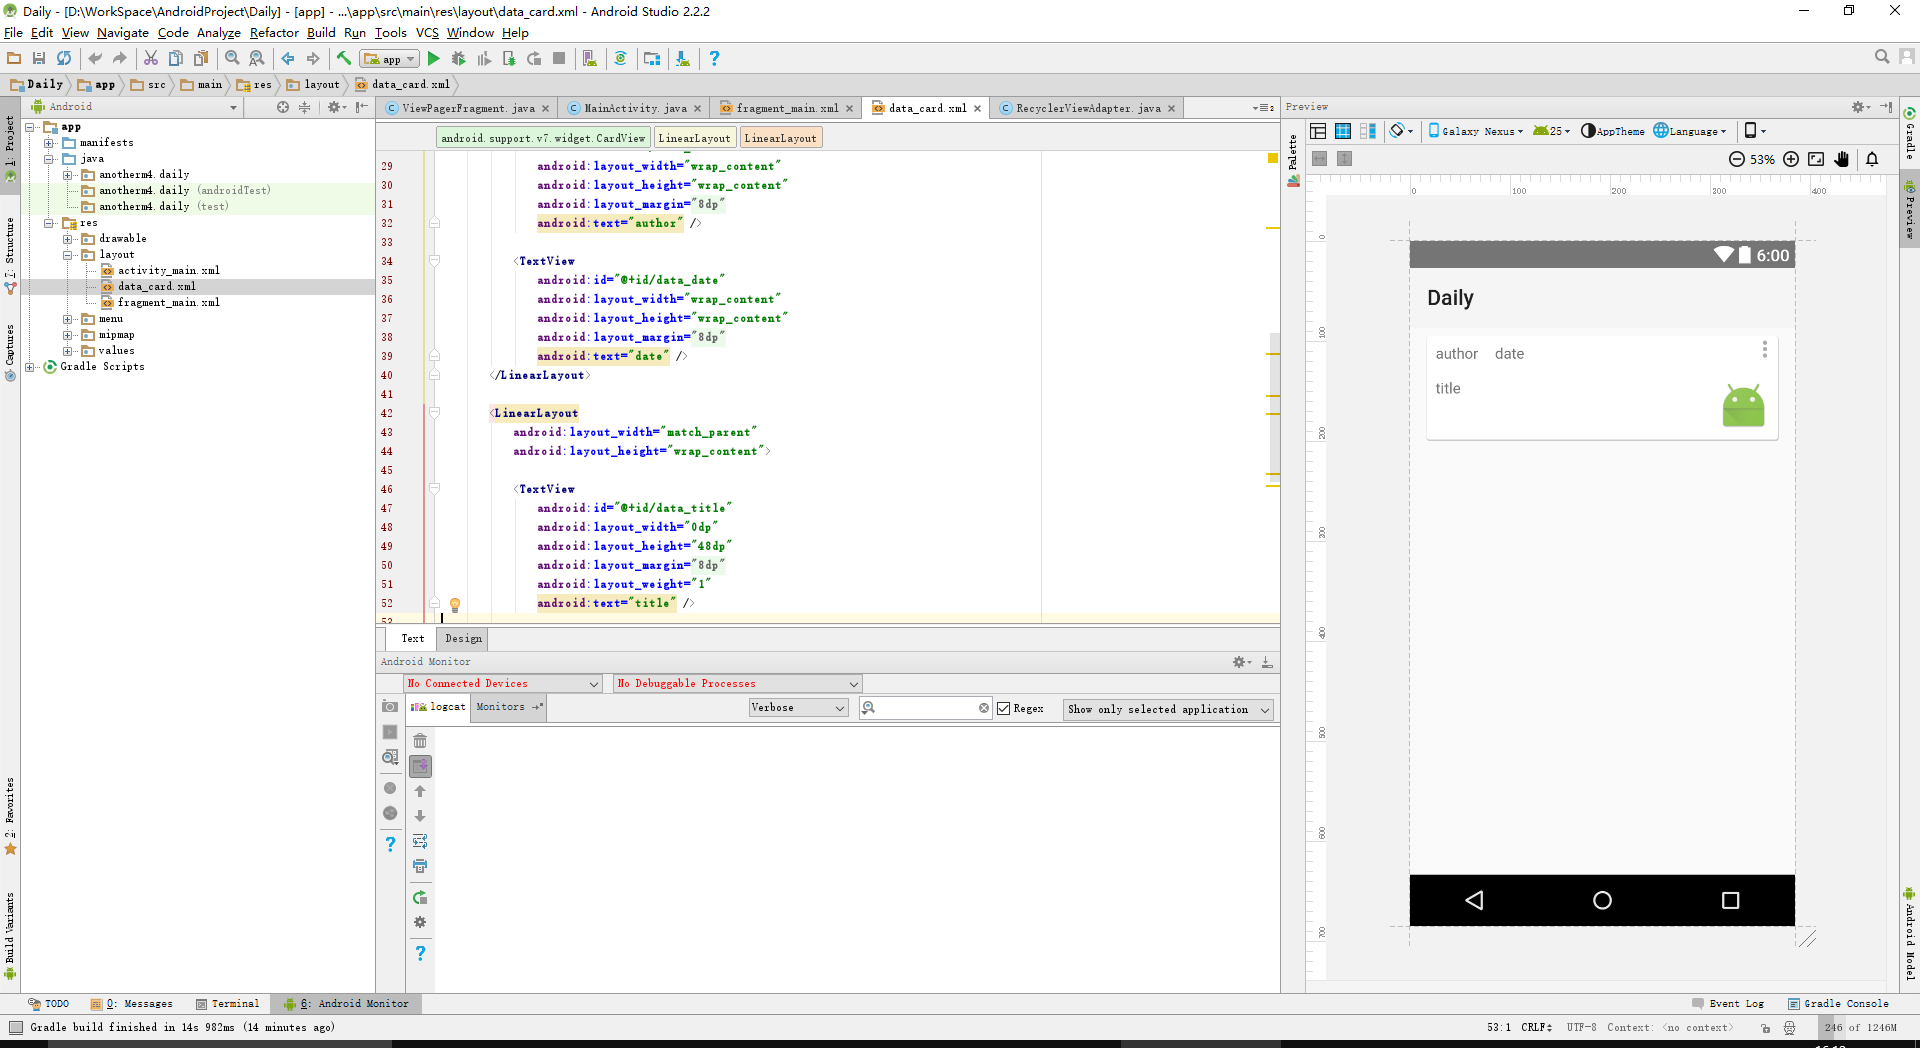 Daily - [D:\WorkSpace\AndroidProject\Daily] - [app] - ...\app\src\main\res\layout\data_card.xml - Android Studio 2.2.2
File Edit View Navigate Code Analyze Refactor Build Run Tools VCS Window Help
app
Daily app src main res layout data_card.xml
Android
ViewPagerFragment.java MainActivity.java fragment_main.xml data_card.xml RecyclerViewAdapter.java
Preview
1: Project
7: Structure
Captures
2: Favorites
Build Variants
app
manifests
java
anotherm4.daily
anotherm4.daily (androidTest)
anotherm4.daily (test)
res
drawable
layout
activity_main.xml
data_card.xml
fragment_main.xml
menu
mipmap
values
Gradle Scripts
android.support.v7.widget.CardView LinearLayout LinearLayout
29 android:layout_width="wrap_content"
30 android:layout_height="wrap_content"
31 android:layout_margin="8dp"
32 android:text="author" />
33
34 <TextView
35 android:id="@+id/data_date"
36 android:layout_width="wrap_content"
37 android:layout_height="wrap_content"
38 android:layout_margin="8dp"
39 android:text="date" />
40 </LinearLayout>
41
42 <LinearLayout
43 android:layout_width="match_parent"
44 android:layout_height="wrap_content">
45
46 <TextView
47 android:id="@+id/data_title"
48 android:layout_width="0dp"
49 android:layout_height="48dp"
50 android:layout_margin="8dp"
51 android:layout_weight="1"
52 android:text="title" />
53
Text Design
Android Monitor
No Connected Devices No Debuggable Processes
logcat Monitors Verbose Regex Show only selected application
Palette
Galaxy Nexus 25 AppTheme Language
53%
0 100 200 300 400
0
100
200
300
400
500
600
700
6:00
Daily
author date
title
Gradle
Preview
Android Model
TODO 0: Messages Terminal 6: Android Monitor Event Log Gradle Console
Gradle build finished in 14s 982ms (14 minutes ago) 53:1 CRLF UTF-8 Context: <no context> 246 of 1246M